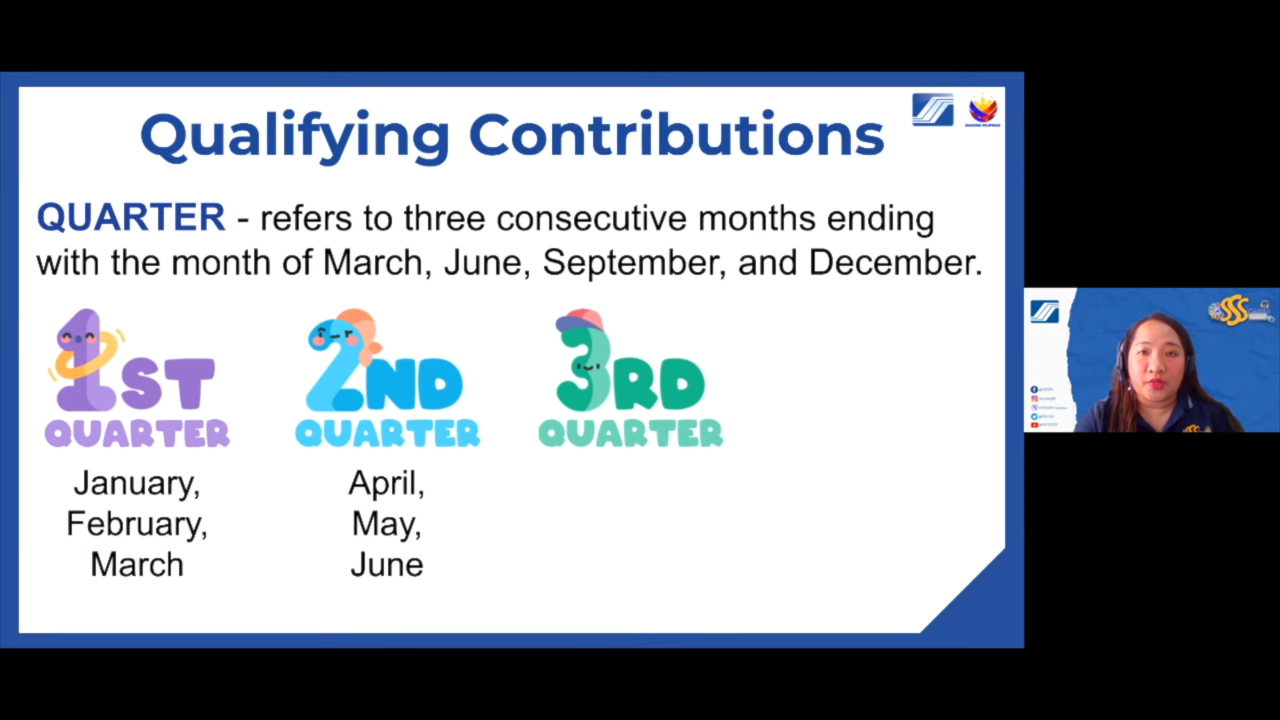 Qualifying Contributions
QUARTER - refers to three consecutive months ending
with the month of March, June, September, and December.
1ST
QUARTER
January,
February,
March
2ND
QUARTER
April,
May,
June
3RD
QUARTER
SSS